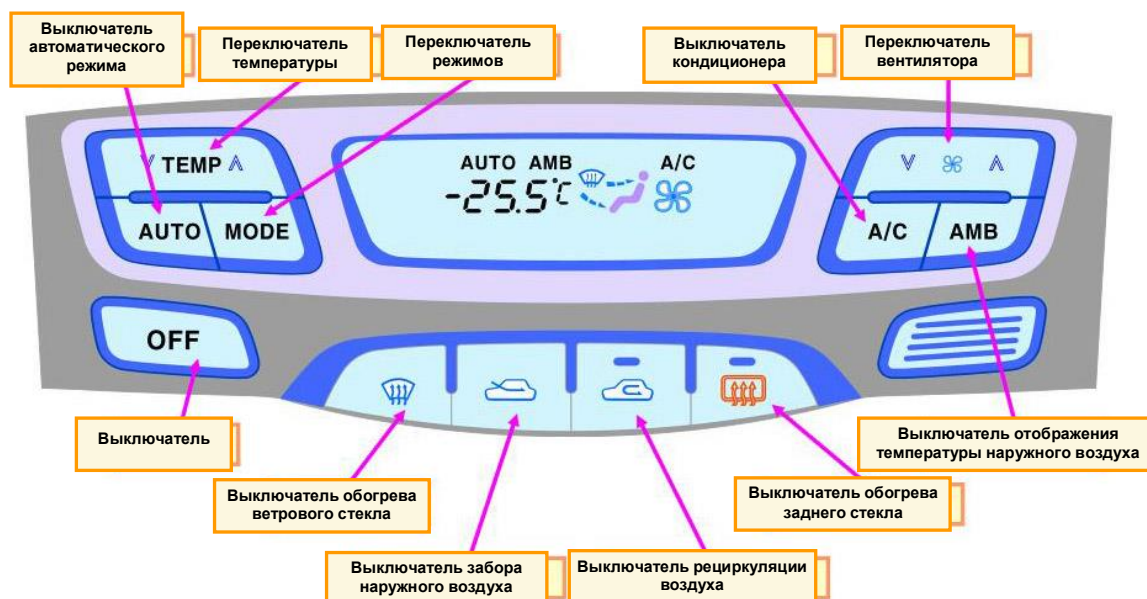 Выключатель
автоматического
режима
Переключатель
температуры
Переключатель
режимов
Выключатель
кондиционера
Переключатель
вентилятора
TEMP
AUTO
MODE
AUTO AMB A/C
-25.5°C
A/C
AMB
OFF
Выключатель
Выключатель обогрева
ветрового стекла
Выключатель забора
наружного воздуха
Выключатель рециркуляции
воздуха
Выключатель обогрева
заднего стекла
Выключатель отображения
температуры наружного воздуха